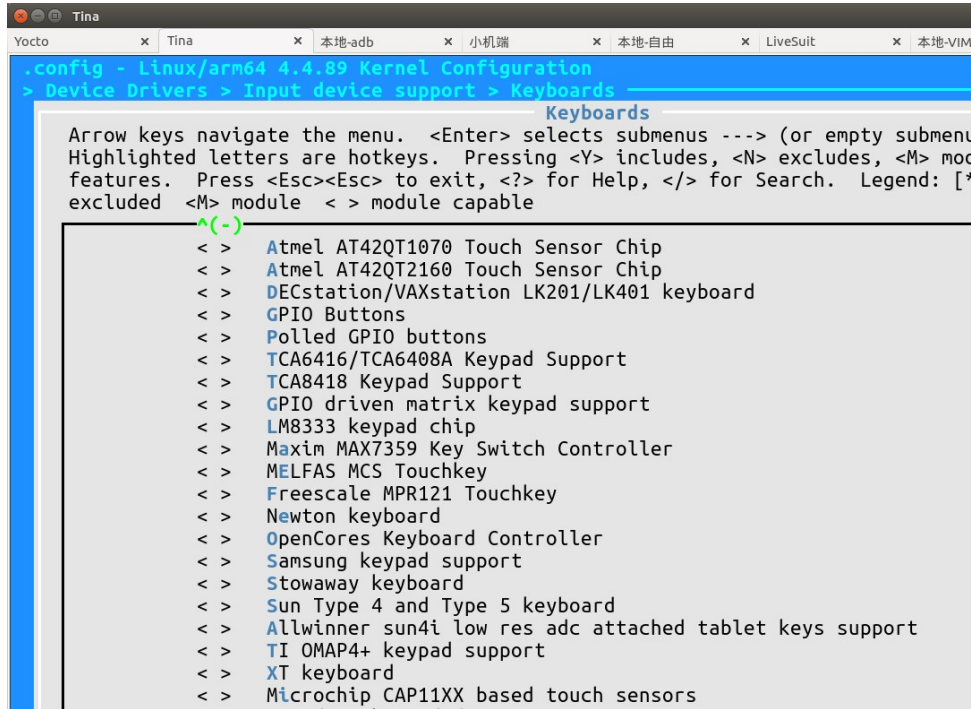 Tina
Yocto × Tina × 本地-adb × 小机端 × 本地-自由 × LiveSuit × 本地-VIM
.config - Linux/arm64 4.4.89 Kernel Configuration
> Device Drivers > Input device support > Keyboards
Keyboards
Arrow keys navigate the menu. <Enter> selects submenus ---> (or empty submenu
Highlighted letters are hotkeys. Pressing <Y> includes, <N> excludes, <M> mod
features. Press <Esc><Esc> to exit, <?> for Help, </> for Search. Legend: [*
excluded <M> module < > module capable
^(-)
< > Atmel AT42QT1070 Touch Sensor Chip
< > Atmel AT42QT2160 Touch Sensor Chip
< > DECstation/VAXstation LK201/LK401 keyboard
< > GPIO Buttons
< > Polled GPIO buttons
< > TCA6416/TCA6408A Keypad Support
< > TCA8418 Keypad Support
< > GPIO driven matrix keypad support
< > LM8333 keypad chip
< > Maxim MAX7359 Key Switch Controller
< > MELFAS MCS Touchkey
< > Freescale MPR121 Touchkey
< > Newton keyboard
< > OpenCores Keyboard Controller
< > Samsung keypad support
< > Stowaway keyboard
< > Sun Type 4 and Type 5 keyboard
< > Allwinner sun4i low res adc attached tablet keys support
< > TI OMAP4+ keypad support
< > XT keyboard
< > Microchip CAP11XX based touch sensors